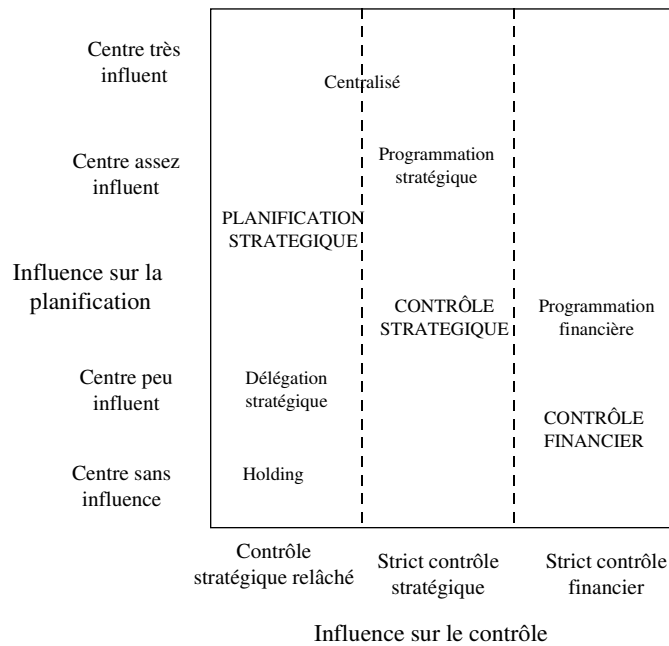 Centre très
influent
Centralisé
Centre assez
influent
Programmation
stratégique
PLANIFICATION
STRATEGIQUE
Influence sur la
planification
CONTRÔLE
STRATEGIQUE
Programmation
financière
Centre peu
influent
Délégation
stratégique
CONTRÔLE
FINANCIER
Centre sans
influence
Holding
Contrôle
stratégique relâché
Strict contrôle
stratégique
Strict contrôle
financier
Influence sur le contrôle